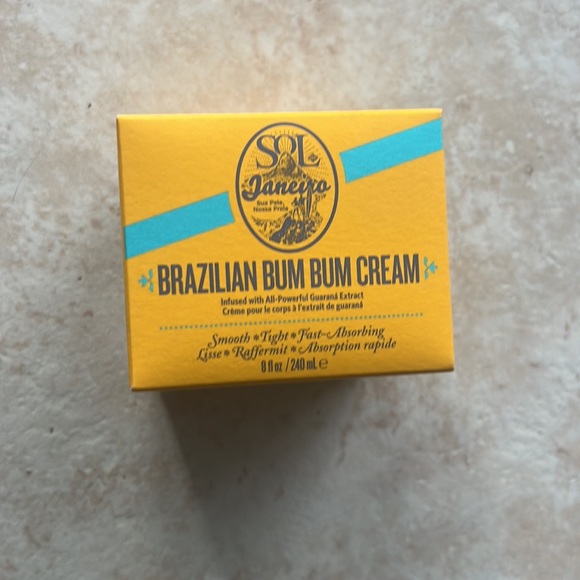 SOL
de
Janeiro
Sua Pele,
Nossa Praia
BRAZILIAN BUM BUM CREAM
Infused with All-Powerful Guaraná Extract
Crème pour le corps à l'extrait de guaraná
Smooth * Tight * Fast-Absorbing
Lisse * Raffermit * Absorption rapide
8 fl oz / 240 mL ℮